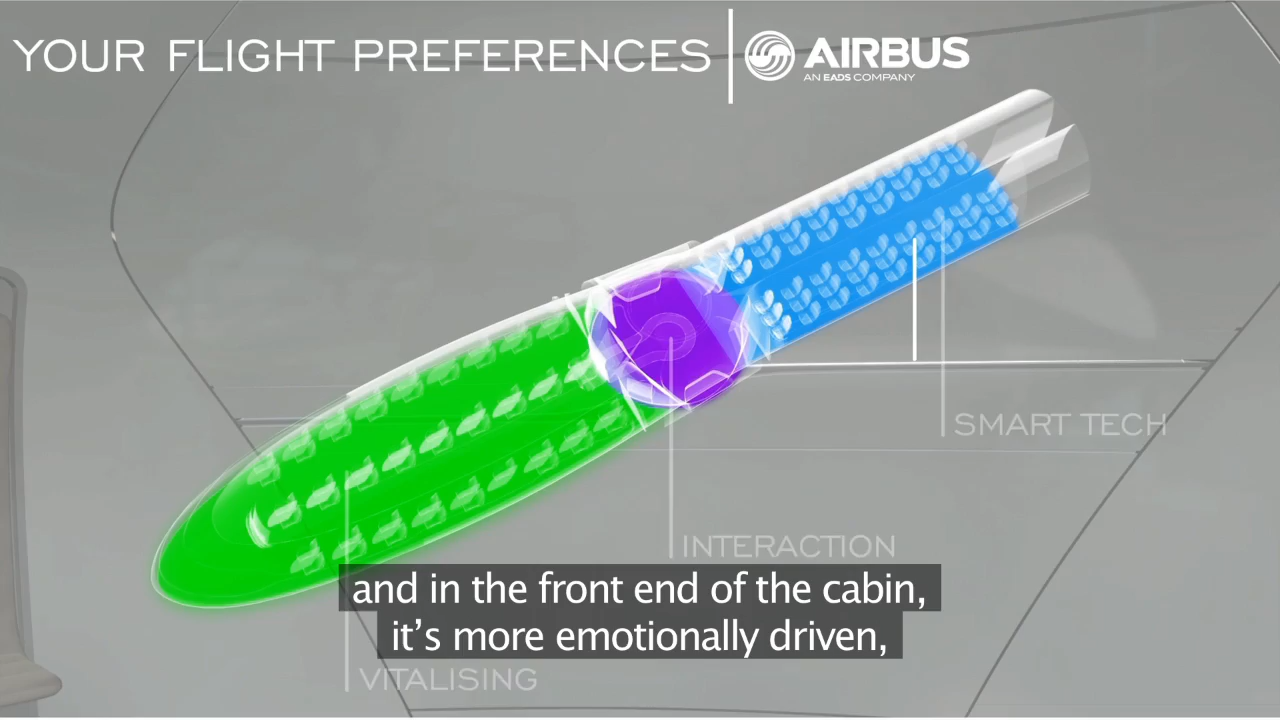 YOUR FLIGHT PREFERENCES
AIRBUS
AN EADS COMPANY
SMART TECH
INTERACTION
and in the front end of the cabin,
it’s more emotionally driven,
VITALISING